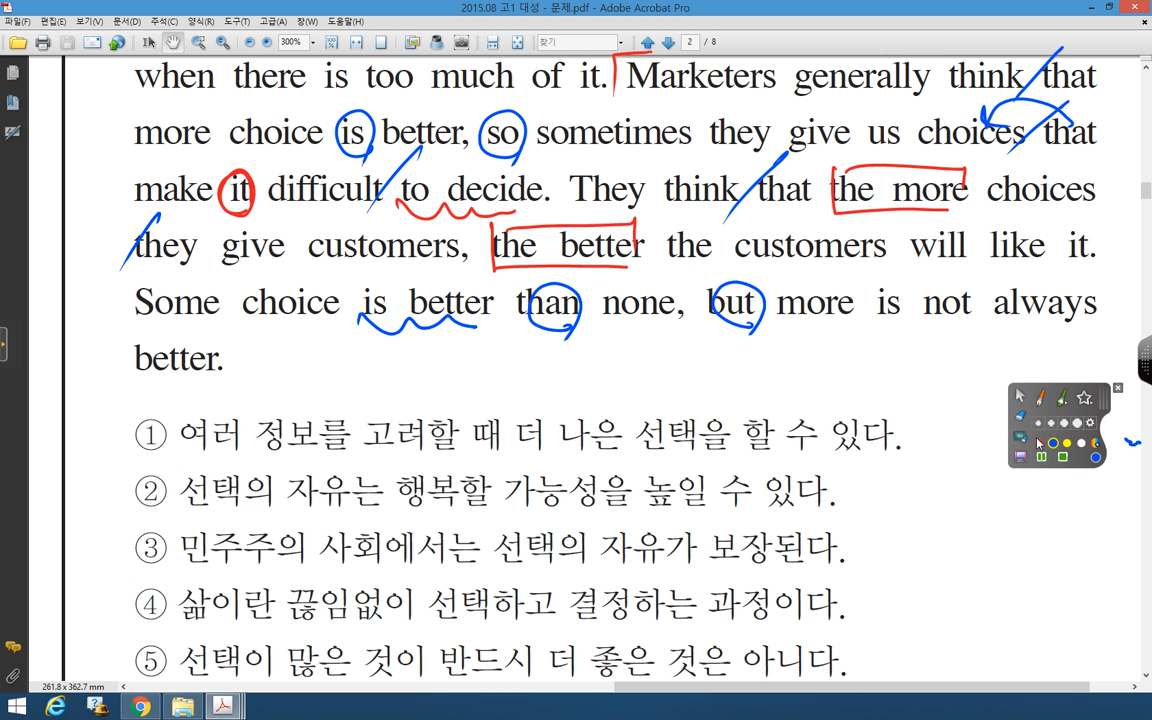 2015.08 고1 대성 - 문제.pdf - Adobe Acrobat Pro
파일(F) 편집(E) 보기(V) 문서(D) 주석(C) 양식(R) 도구(T) 고급(A) 창(W) 도움말(H)
300% 찾기 2 / 8
when there is too much of it. Marketers generally think that
more choice is better, so sometimes they give us choices that
make it difficult to decide. They think that the more choices
they give customers, the better the customers will like it.
Some choice is better than none, but more is not always
better.
① 여러 정보를 고려할 때 더 나은 선택을 할 수 있다.
② 선택의 자유는 행복할 가능성을 높일 수 있다.
③ 민주주의 사회에서는 선택의 자유가 보장된다.
④ 삶이란 끊임없이 선택하고 결정하는 과정이다.
⑤ 선택이 많은 것이 반드시 더 좋은 것은 아니다.
261.8 x 362.7 mm